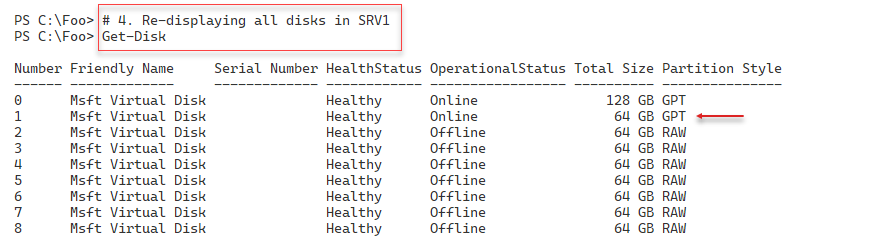 PS C:\Foo> # 4. Re-displaying all disks in SRV1
PS C:\Foo> Get-Disk
Number Friendly Name     Serial Number HealthStatus OperationalStatus Total Size Partition Style
------ -------------     ------------- ------------ ----------------- ---------- ---------------
0      Msft Virtual Disk               Healthy      Online                128 GB GPT
1      Msft Virtual Disk               Healthy      Online                 64 GB GPT
2      Msft Virtual Disk               Healthy      Offline                64 GB RAW
3      Msft Virtual Disk               Healthy      Offline                64 GB RAW
4      Msft Virtual Disk               Healthy      Offline                64 GB RAW
5      Msft Virtual Disk               Healthy      Offline                64 GB RAW
6      Msft Virtual Disk               Healthy      Offline                64 GB RAW
7      Msft Virtual Disk               Healthy      Offline                64 GB RAW
8      Msft Virtual Disk               Healthy      Offline                64 GB RAW